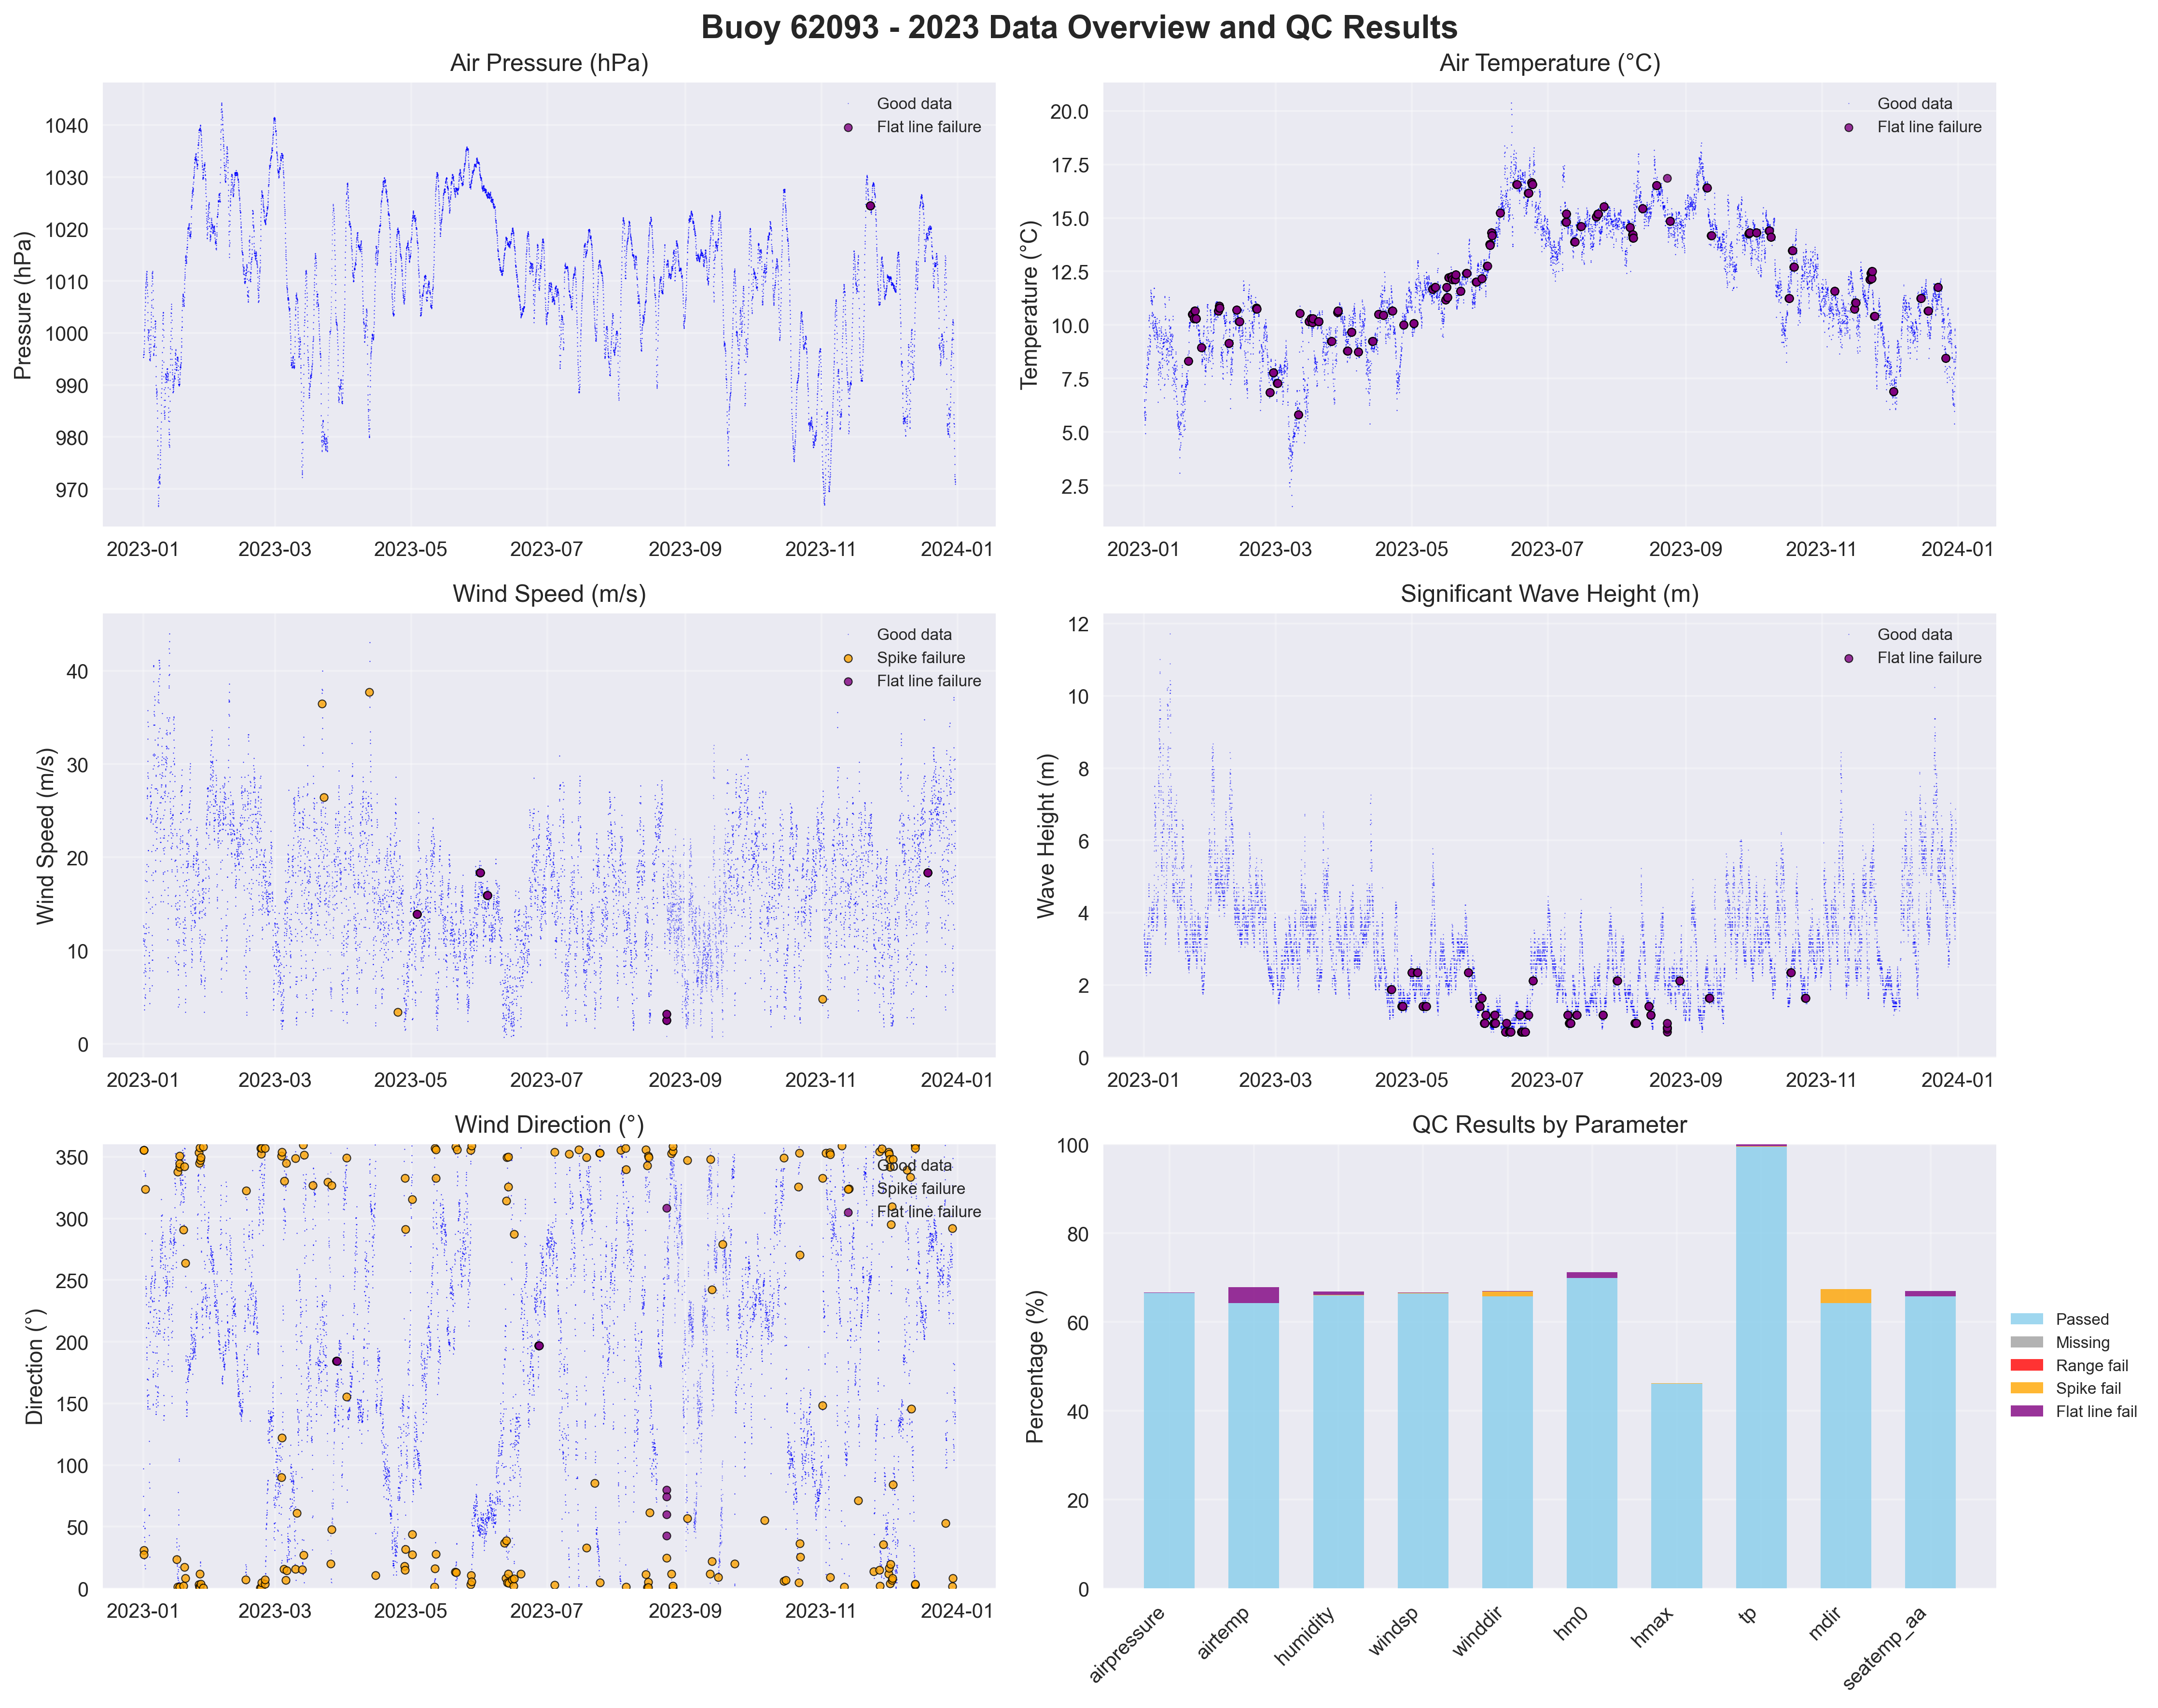 Buoy 62093 - 2023 Data Overview and QC Results
Air Pressure (hPa)
Pressure (hPa)
1040
1030
1020
1010
1000
990
980
970
2023-01 2023-03 2023-05 2023-07 2023-09 2023-11 2024-01
Good data
Flat line failure
Air Temperature (°C)
Temperature (°C)
20.0
17.5
15.0
12.5
10.0
7.5
5.0
2.5
2023-01 2023-03 2023-05 2023-07 2023-09 2023-11 2024-01
Good data
Flat line failure
Wind Speed (m/s)
Wind Speed (m/s)
40
30
20
10
0
2023-01 2023-03 2023-05 2023-07 2023-09 2023-11 2024-01
Good data
Spike failure
Flat line failure
Significant Wave Height (m)
Wave Height (m)
12
10
8
6
4
2
0
2023-01 2023-03 2023-05 2023-07 2023-09 2023-11 2024-01
Good data
Flat line failure
Wind Direction (°)
Direction (°)
350
300
250
200
150
100
50
0
2023-01 2023-03 2023-05 2023-07 2023-09 2023-11 2024-01
Good data
Spike failure
Flat line failure
QC Results by Parameter
Percentage (%)
100
80
60
40
20
0
airpressure airtemp humidity windsp winddir hm0 hmax tp mdir seatemp_aa
Passed
Missing
Range fail
Spike fail
Flat line fail